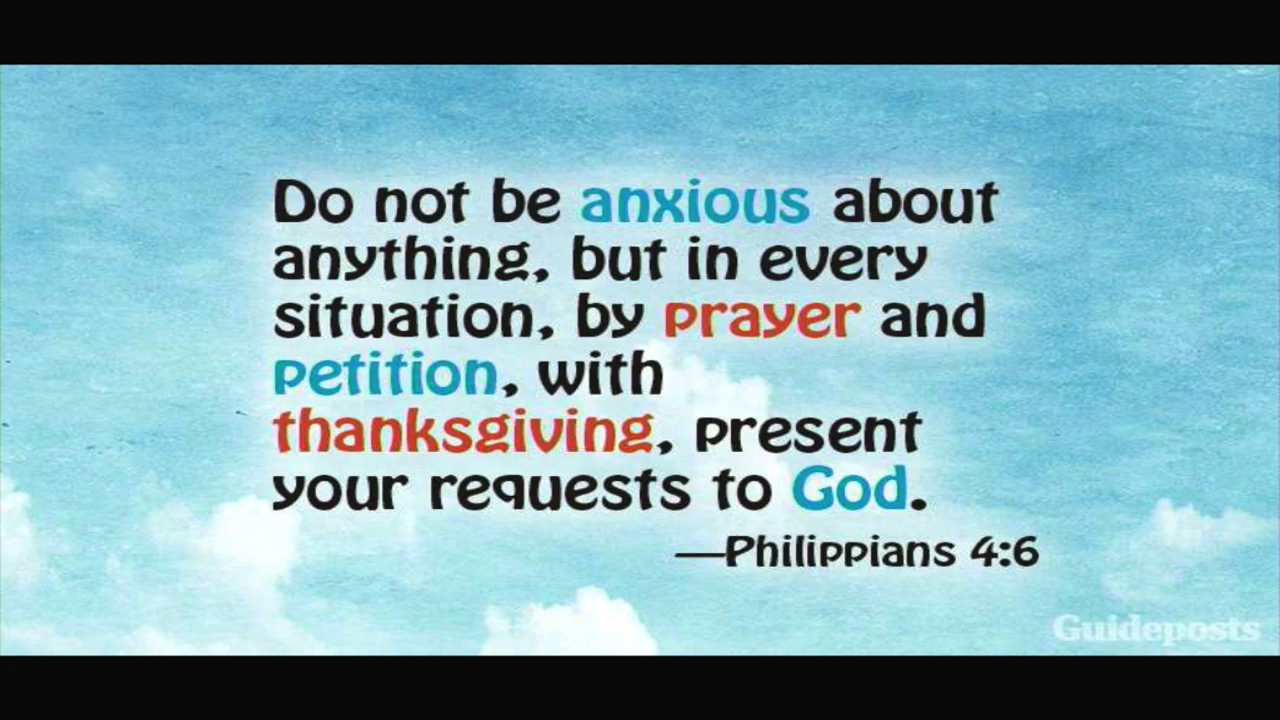 Do not be anxious about
anything, but in every
situation, by prayer and
petition, with
thanksgiving, present
your requests to God.
—Philippians 4:6
Guideposts